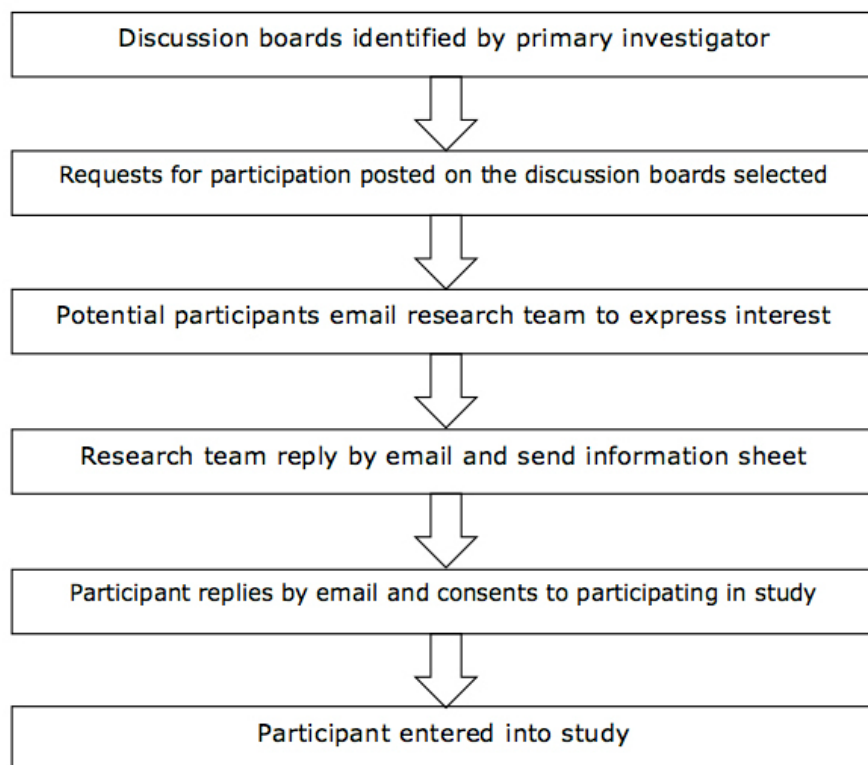 Discussion boards identified by primary investigator
Requests for participation posted on the discussion boards selected
Potential participants email research team to express interest
Research team reply by email and send information sheet
Participant replies by email and consents to participating in study
Participant entered into study